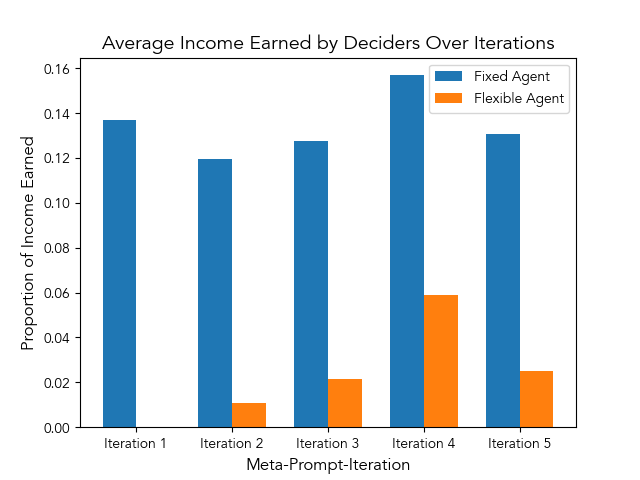 Average Income Earned by Deciders Over Iterations
Fixed Agent
Flexible Agent
Proportion of Income Earned
0.16
0.14
0.12
0.10
0.08
0.06
0.04
0.02
0.00
Iteration 1 Iteration 2 Iteration 3 Iteration 4 Iteration 5
Meta-Prompt-Iteration